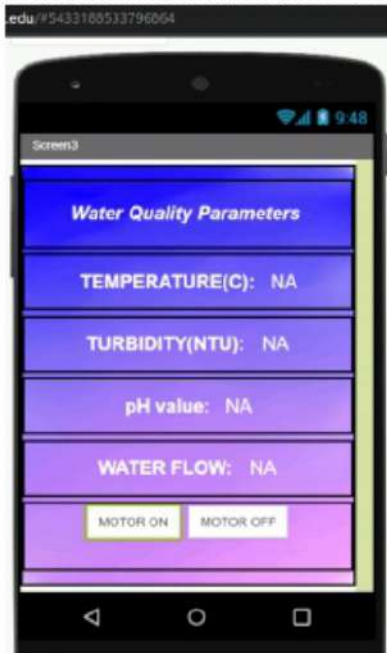 .edu/#5433188533796864
9:48
Screen3
Water Quality Parameters
TEMPERATURE(C): NA
TURBIDITY(NTU): NA
pH value: NA
WATER FLOW: NA
MOTOR ON MOTOR OFF